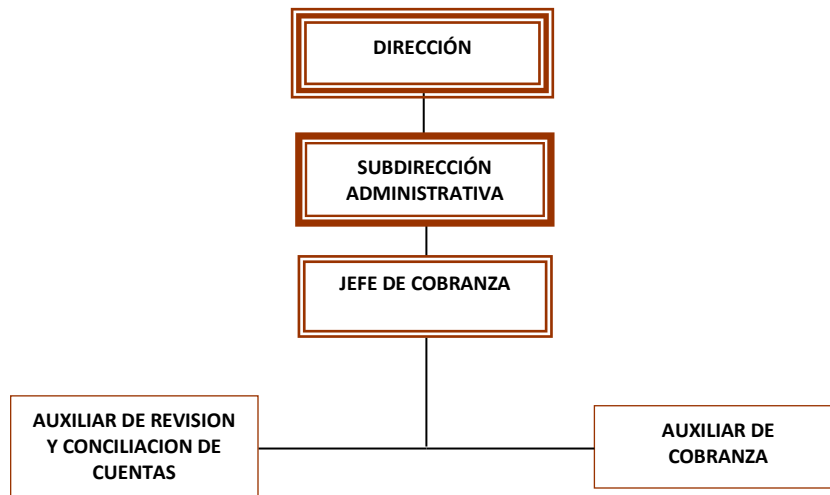 DIRECCIÓN
SUBDIRECCIÓN
ADMINISTRATIVA
JEFE DE COBRANZA
AUXILIAR DE REVISION
Y CONCILIACION DE
CUENTAS
AUXILIAR DE
COBRANZA